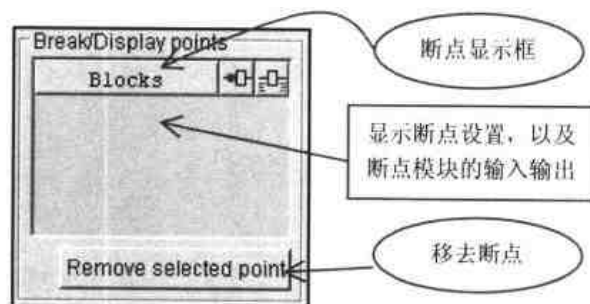 Break/Display points
断点显示框
Blocks
显示断点设置,以及
断点模块的输入输出
Remove selected point
移去断点